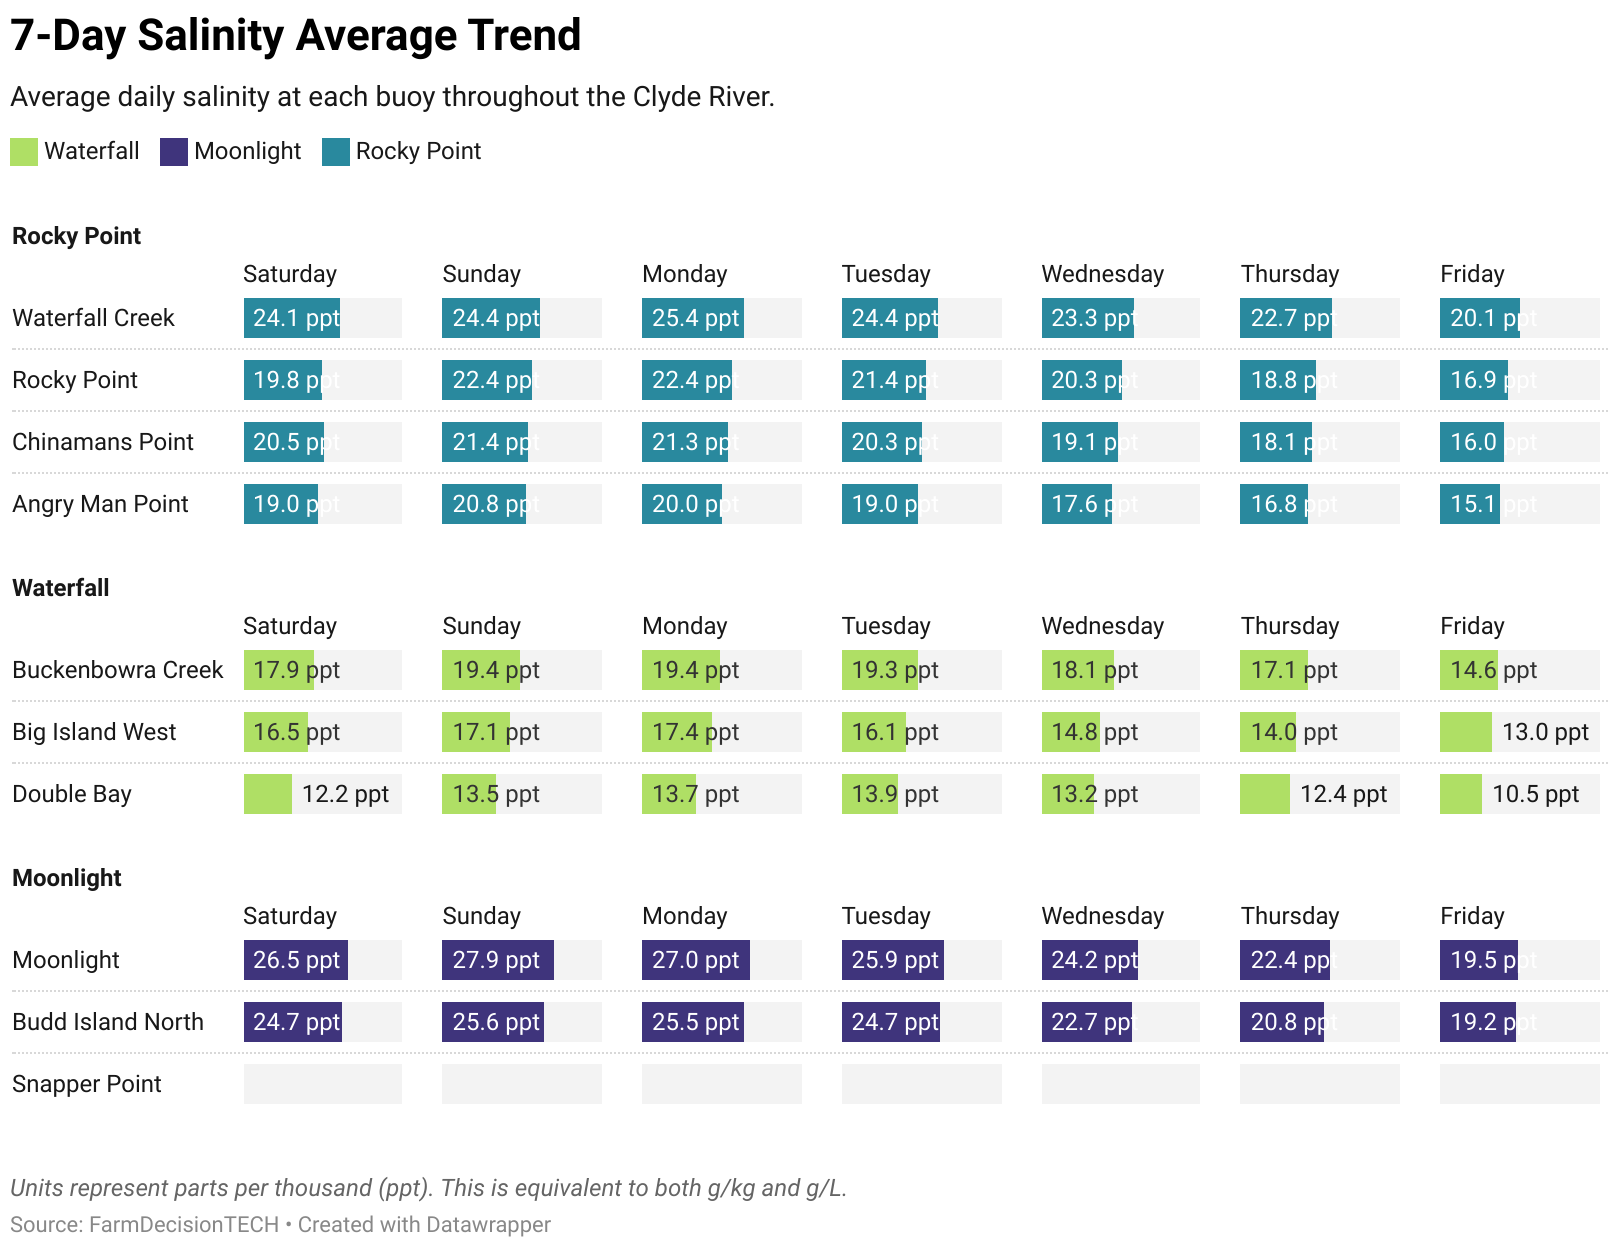 7-Day Salinity Average Trend
Average daily salinity at each buoy throughout the Clyde River.
Waterfall Moonlight Rocky Point
Rocky Point
Saturday Sunday Monday Tuesday Wednesday Thursday Friday
Waterfall Creek 24.1 ppt 24.4 ppt 25.4 ppt 24.4 ppt 23.3 ppt 22.7 ppt 20.1 ppt
Rocky Point 19.8 ppt 22.4 ppt 22.4 ppt 21.4 ppt 20.3 ppt 18.8 ppt 16.9 ppt
Chinamans Point 20.5 ppt 21.4 ppt 21.3 ppt 20.3 ppt 19.1 ppt 18.1 ppt 16.0 ppt
Angry Man Point 19.0 ppt 20.8 ppt 20.0 ppt 19.0 ppt 17.6 ppt 16.8 ppt 15.1 ppt
Waterfall
Saturday Sunday Monday Tuesday Wednesday Thursday Friday
Buckenbowra Creek 17.9 ppt 19.4 ppt 19.4 ppt 19.3 ppt 18.1 ppt 17.1 ppt 14.6 ppt
Big Island West 16.5 ppt 17.1 ppt 17.4 ppt 16.1 ppt 14.8 ppt 14.0 ppt 13.0 ppt
Double Bay 12.2 ppt 13.5 ppt 13.7 ppt 13.9 ppt 13.2 ppt 12.4 ppt 10.5 ppt
Moonlight
Saturday Sunday Monday Tuesday Wednesday Thursday Friday
Moonlight 26.5 ppt 27.9 ppt 27.0 ppt 25.9 ppt 24.2 ppt 22.4 ppt 19.5 ppt
Budd Island North 24.7 ppt 25.6 ppt 25.5 ppt 24.7 ppt 22.7 ppt 20.8 ppt 19.2 ppt
Snapper Point
Units represent parts per thousand (ppt). This is equivalent to both g/kg and g/L.
Source: FarmDecisionTECH • Created with Datawrapper